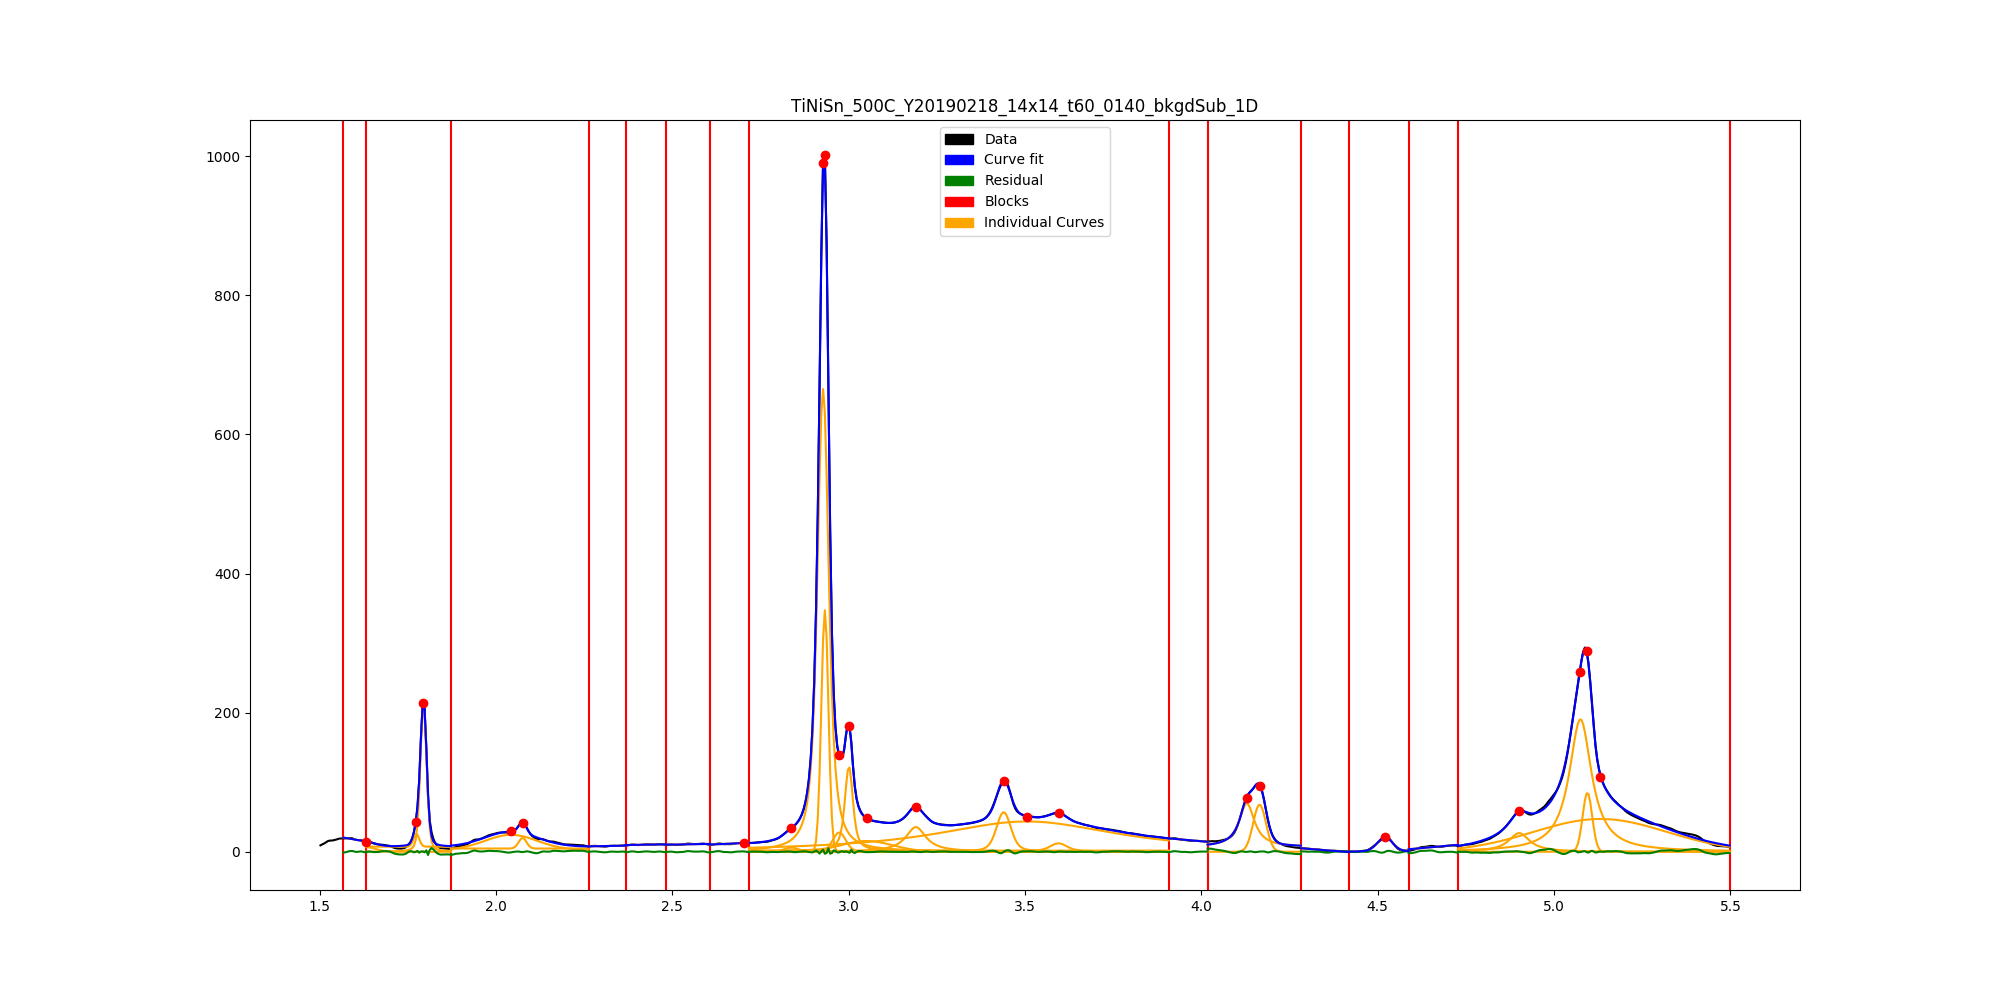 TiNiSn_500C_Y20190218_14x14_t60_0140_bkgdSub_1D
Data
Curve fit
Residual
Blocks
Individual Curves
1000
800
600
400
200
0
1.5 2.0 2.5 3.0 3.5 4.0 4.5 5.0 5.5